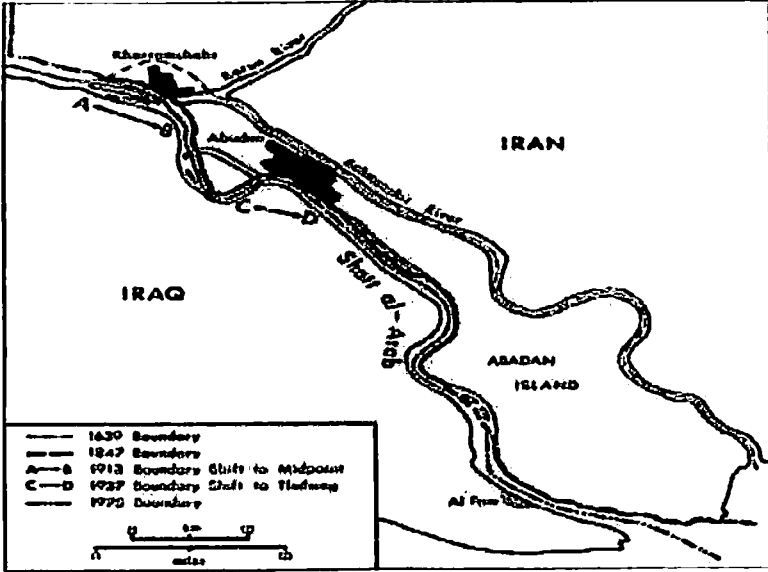 Khorramshahr
Karun River
A
B
Abadan
IRAN
River
C
D
Shatt al-Arab
IRAQ
ABADAN
ISLAND
1639 Boundary
1847 Boundary
A—B 1913 Boundary Shift to Midpoint
C—D 1937 Boundary Shift to Thalweg
1975 Boundary
Al Faw
km
miles